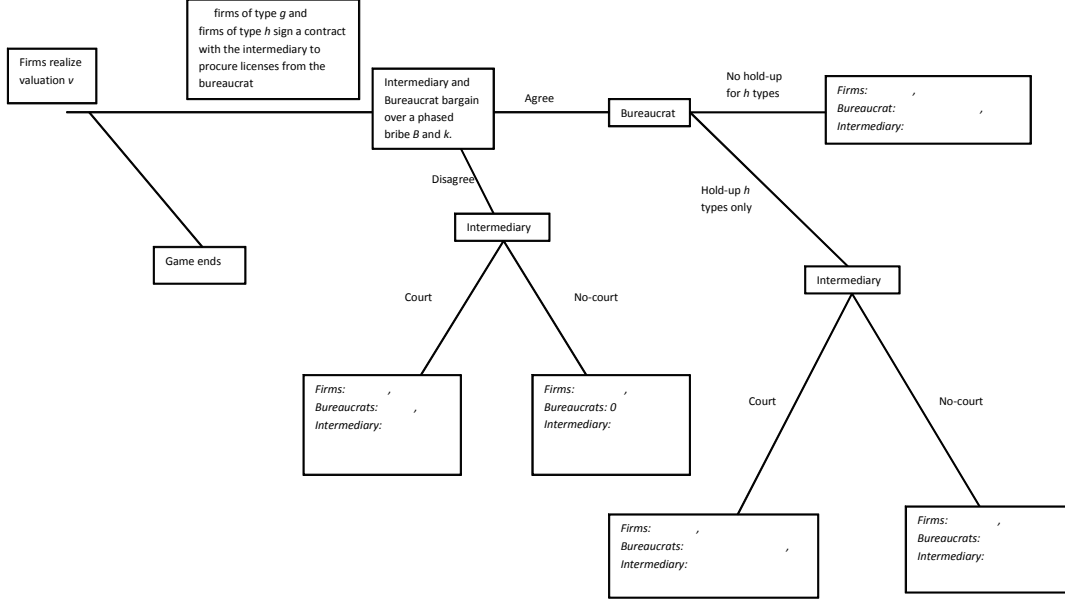 firms of type g and
firms of type h sign a contract
with the intermediary to
procure licenses from the
bureaucrat
Firms realize
valuation v
Intermediary and
Bureaucrat bargain
over a phased
bribe B and k.
Agree
Bureaucrat
No hold-up
for h types
Firms: ,
Bureaucrat: ,
Intermediary:
Disagree
Hold-up h
types only
Intermediary
Game ends
Intermediary
Court
No-court
Firms: ,
Bureaucrats: ,
Intermediary:
Firms: ,
Bureaucrats: 0
Intermediary:
Court
No-court
Firms: ,
Bureaucrats: ,
Intermediary:
Firms: ,
Bureaucrats:
Intermediary: